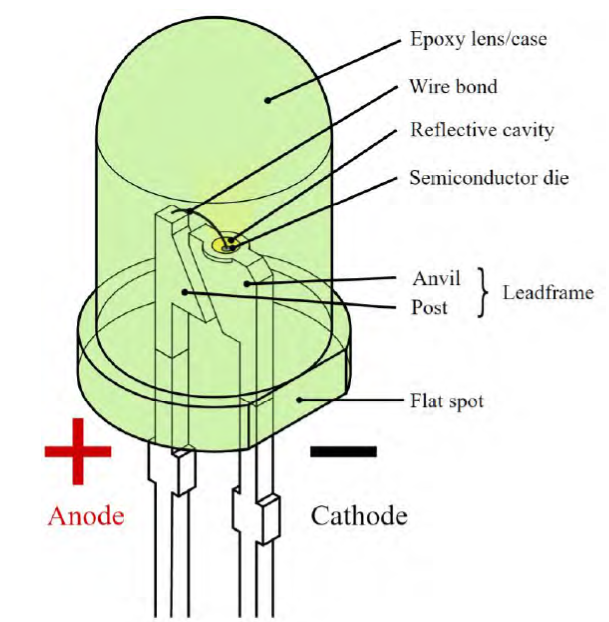 Epoxy lens/case
Wire bond
Reflective cavity
Semiconductor die
Anvil
Post
} Leadframe
Flat spot
+
−
Anode
Cathode